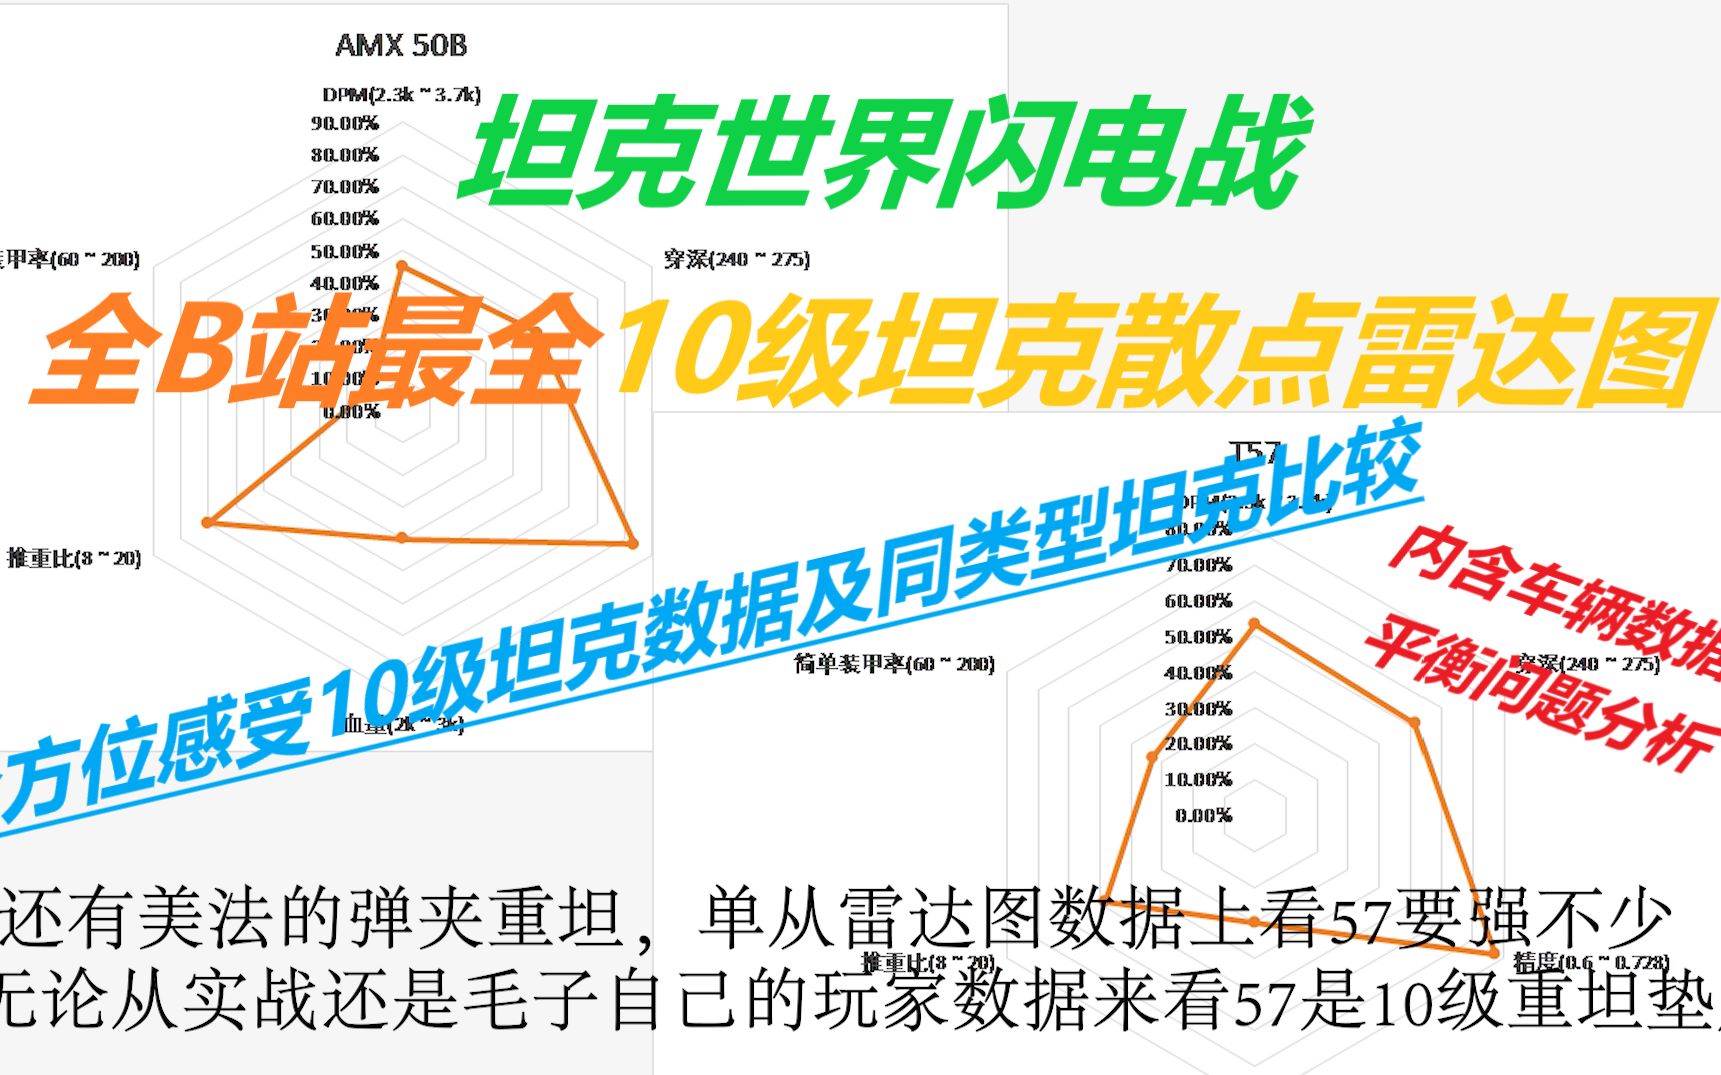 AMX 50B
DPM(2.3k ~ 3.7k)
坦克世界闪电战
90.00%
80.00%
70.00%
60.00%
50.00%
40.00%
甲率(60 ~ 200)
穿深(240 ~ 275)
全B站最全10级坦克散点雷达图
0.00%
推重比(8 ~ 20)
血量(2k ~ 3k)
方位感受10级坦克数据及同类型坦克比较
T57
80.00%
70.00%
60.00%
50.00%
40.00%
30.00%
20.00%
10.00%
0.00%
内含车辆数据
平衡问题分析
简单装甲率(60 ~ 200)
穿深(240 ~ 275)
还有美法的弹夹重坦，单从雷达图数据上看57要强不少
推重比(8 ~ 20)
精度(0.6 ~ 0.728)
无论从实战还是毛子自己的玩家数据来看57是10级重坦垫